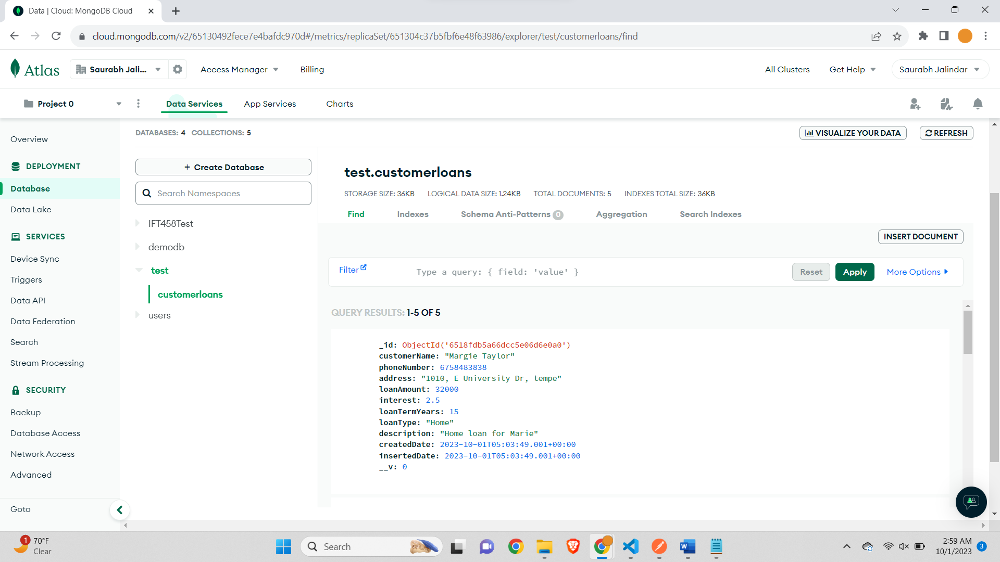 Data | Cloud: MongoDB Cloud
cloud.mongodb.com/v2/65130492fece7e4bafdc970d#/metrics/replicaSet/651304c37b5fbf6e48f63986/explorer/test/customerloans/find
Atlas
Saurabh Jali...
Access Manager
Billing
All Clusters
Get Help
Saurabh Jalindar
Project 0
Data Services
App Services
Charts
Overview
DEPLOYMENT
Database
Data Lake
SERVICES
Device Sync
Triggers
Data API
Data Federation
Search
Stream Processing
SECURITY
Backup
Database Access
Network Access
Advanced
Goto
DATABASES: 4 COLLECTIONS: 5
VISUALIZE YOUR DATA
REFRESH
+ Create Database
Search Namespaces
IFT458Test
demodb
test
customerloans
users
test.customerloans
STORAGE SIZE: 36KB LOGICAL DATA SIZE: 1.24KB TOTAL DOCUMENTS: 5 INDEXES TOTAL SIZE: 36KB
Find Indexes Schema Anti-Patterns 0 Aggregation Search Indexes
INSERT DOCUMENT
Filter
Type a query: { field: 'value' }
Reset
Apply
More Options
QUERY RESULTS: 1-5 OF 5
_id: ObjectId('6518fdb5a66dcc5e06d6e0a0')
customerName: "Margie Taylor"
phoneNumber: 6758483838
address: "1010, E University Dr, tempe"
loanAmount: 32000
interest: 2.5
loanTermYears: 15
loanType: "Home"
description: "Home loan for Marie"
createdDate: 2023-10-01T05:03:49.001+00:00
insertedDate: 2023-10-01T05:03:49.001+00:00
__v: 0
1
70°F
Clear
Search
W
2:59 AM
10/1/2023
3